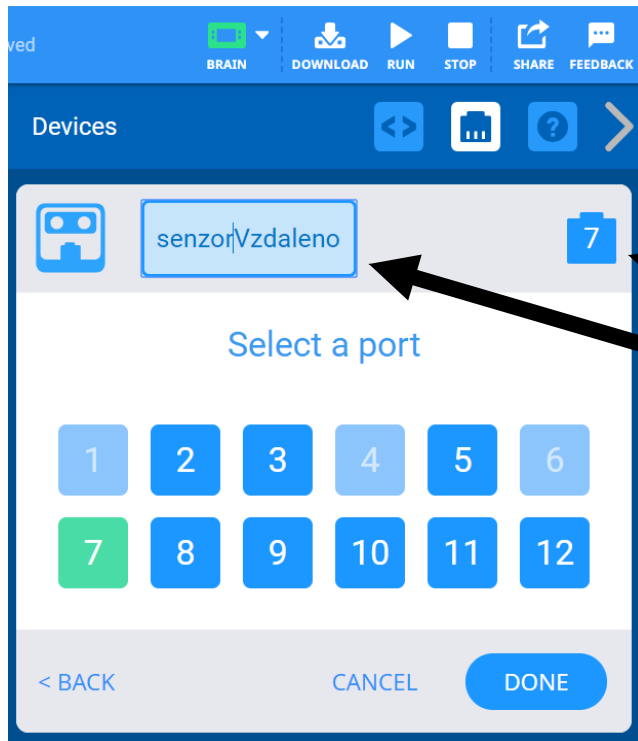 ved
BRAIN DOWNLOAD RUN STOP SHARE FEEDBACK
Devices
senzorVzdaleno 7
Select a port
1 2 3 4 5 6
7 8 9 10 11 12
< BACK CANCEL DONE